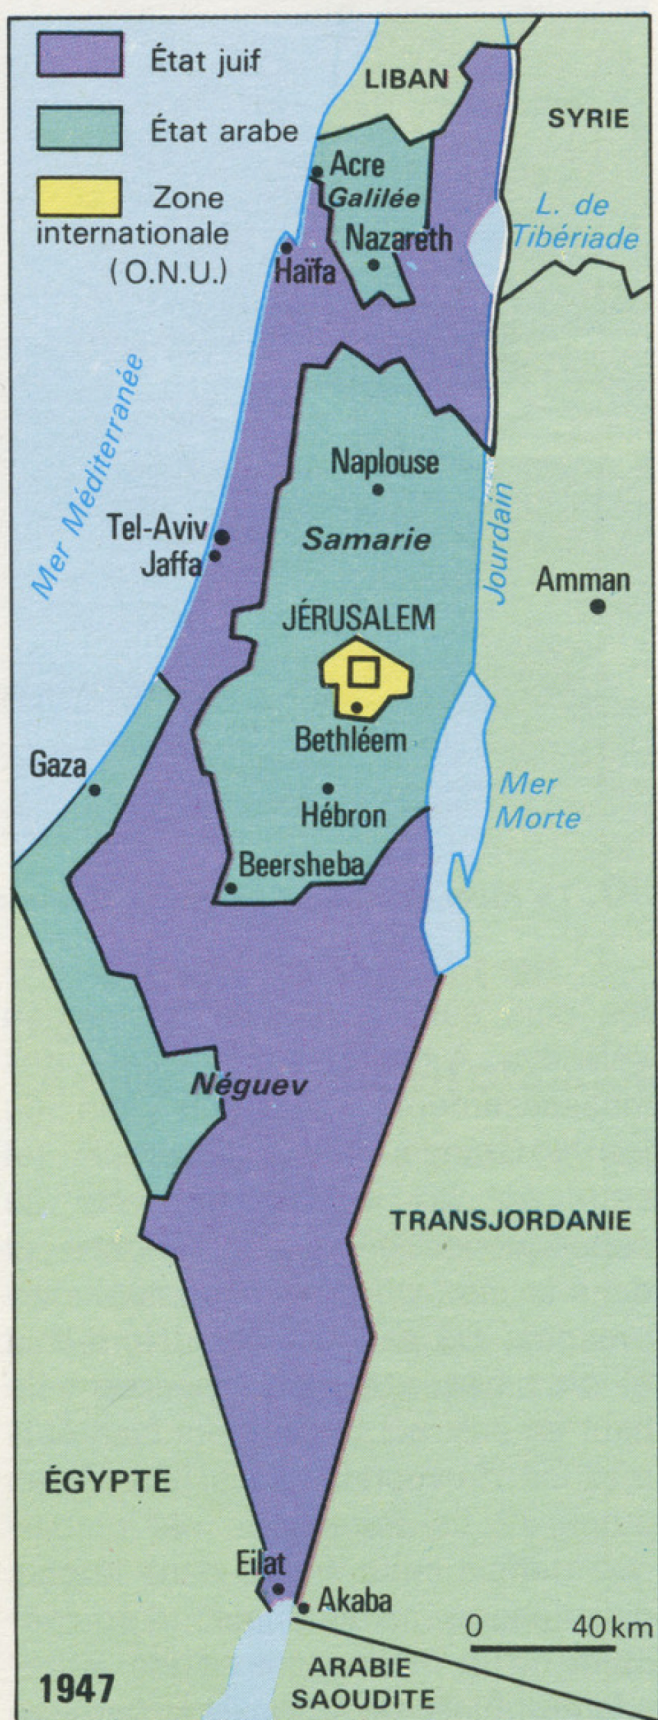 État juif
État arabe
Zone
internationale
(O.N.U.)
LIBAN
SYRIE
Acre
Galilée
L. de
Tibériade
Nazareth
Haïfa
Mer Méditerranée
Naplouse
Tel-Aviv
Samarie
Jaffa
Jourdain
Amman
JÉRUSALEM
Bethléem
Gaza
Mer
Morte
Hébron
Beersheba
Néguev
TRANSJORDANIE
ÉGYPTE
Eilat
Akaba
0 40 km
ARABIE
SAOUDITE
1947